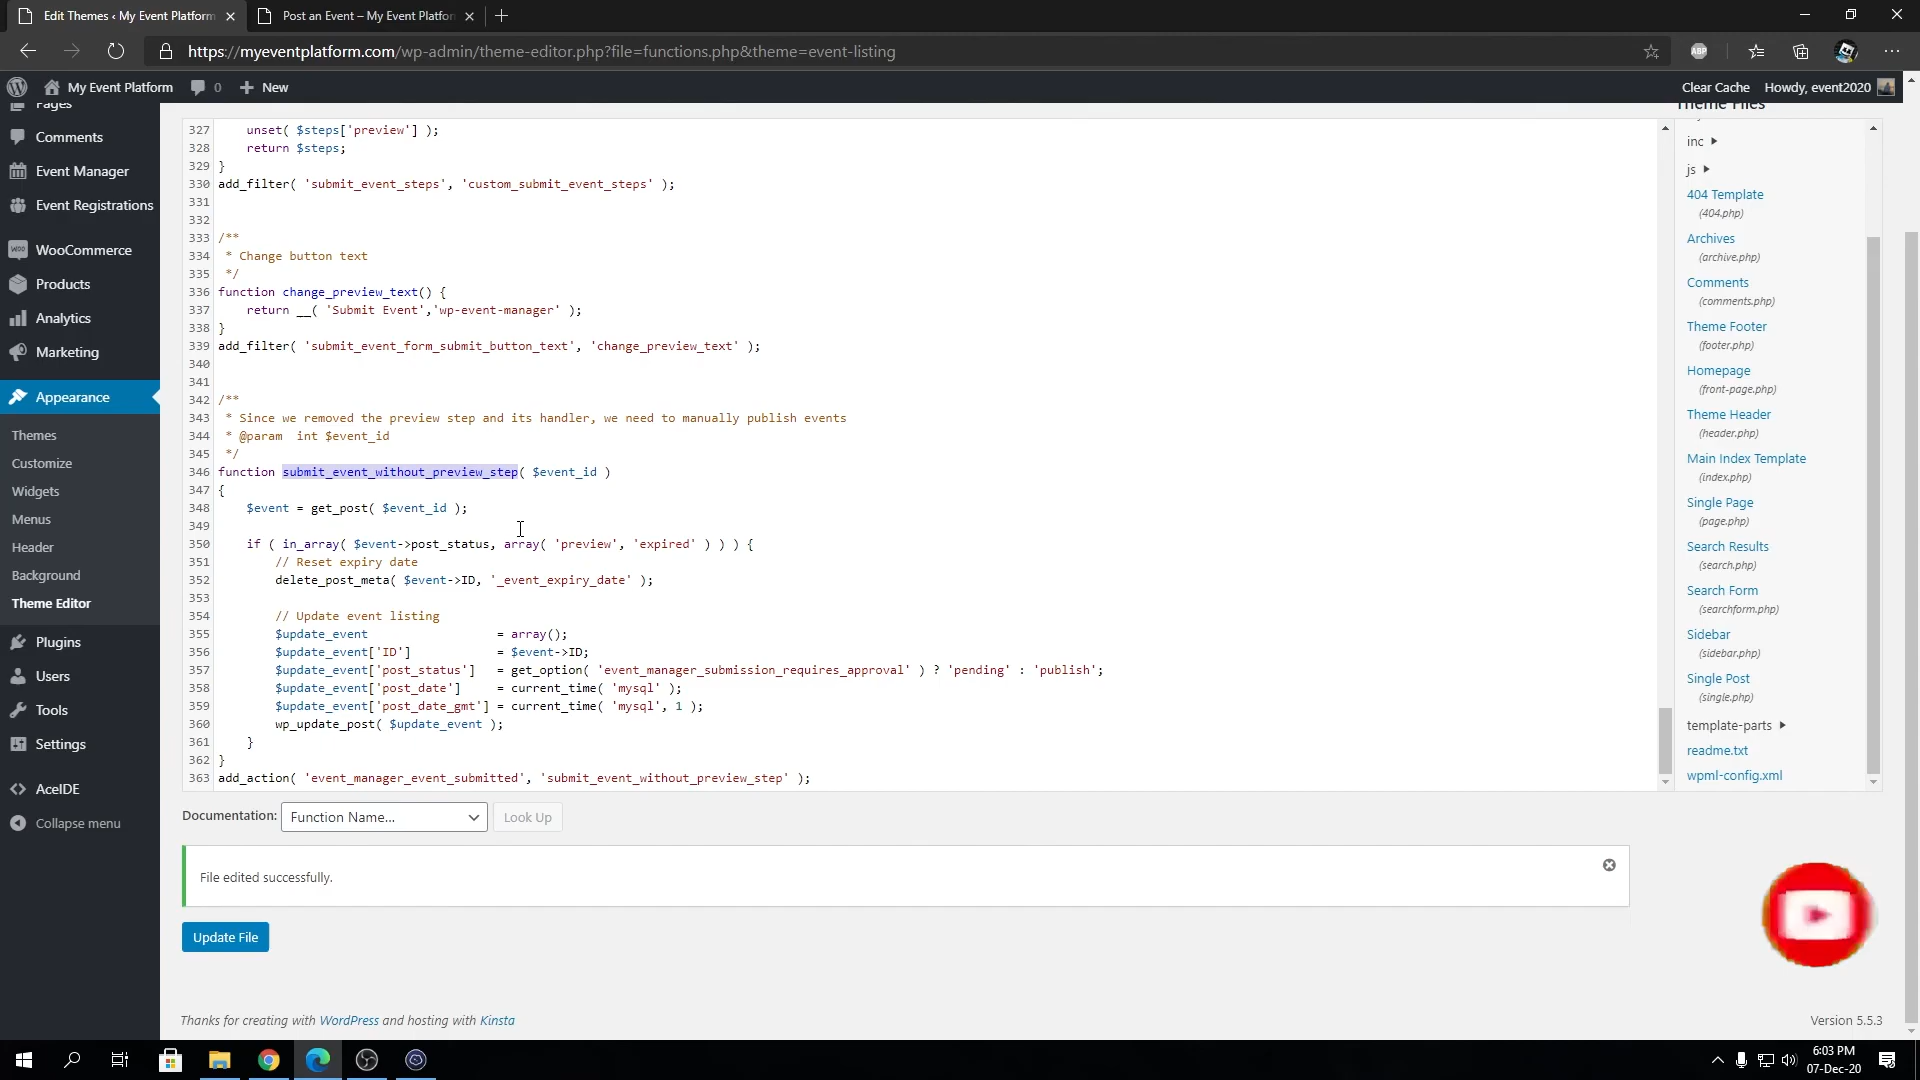 Edit Themes ‹ My Event Platform
Post an Event – My Event Platfor
https://myeventplatform.com/wp-admin/theme-editor.php?file=functions.php&theme=event-listing
ABP
My Event Platform
0
New
Clear Cache
Howdy, event2020
Pages
Comments
Event Manager
Event Registrations
WooCommerce
Products
Analytics
Marketing
Appearance
Themes
Customize
Widgets
Menus
Header
Background
Theme Editor
Plugins
Users
Tools
Settings
AceIDE
Collapse menu
327 unset( $steps['preview'] );
328 return $steps;
329 }
330 add_filter( 'submit_event_steps', 'custom_submit_event_steps' );
331
332
333 /**
334 * Change button text
335 */
336 function change_preview_text() {
337 return __( 'Submit Event','wp-event-manager' );
338 }
339 add_filter( 'submit_event_form_submit_button_text', 'change_preview_text' );
340
341
342 /**
343 * Since we removed the preview step and its handler, we need to manually publish events
344 * @param int $event_id
345 */
346 function submit_event_without_preview_step( $event_id )
347 {
348 $event = get_post( $event_id );
349
350 if ( in_array( $event->post_status, array( 'preview', 'expired' ) ) ) {
351 // Reset expiry date
352 delete_post_meta( $event->ID, '_event_expiry_date' );
353
354 // Update event listing
355 $update_event = array();
356 $update_event['ID'] = $event->ID;
357 $update_event['post_status'] = get_option( 'event_manager_submission_requires_approval' ) ? 'pending' : 'publish';
358 $update_event['post_date'] = current_time( 'mysql' );
359 $update_event['post_date_gmt'] = current_time( 'mysql', 1 );
360 wp_update_post( $update_event );
361 }
362 }
363 add_action( 'event_manager_event_submitted', 'submit_event_without_preview_step' );
Theme Files
inc
js
404 Template
(404.php)
Archives
(archive.php)
Comments
(comments.php)
Theme Footer
(footer.php)
Homepage
(front-page.php)
Theme Header
(header.php)
Main Index Template
(index.php)
Single Page
(page.php)
Search Results
(search.php)
Search Form
(searchform.php)
Sidebar
(sidebar.php)
Single Post
(single.php)
template-parts
readme.txt
wpml-config.xml
Documentation:
Function Name...
Look Up
File edited successfully.
Update File
Thanks for creating with WordPress and hosting with Kinsta
Version 5.5.3
6:03 PM
07-Dec-20